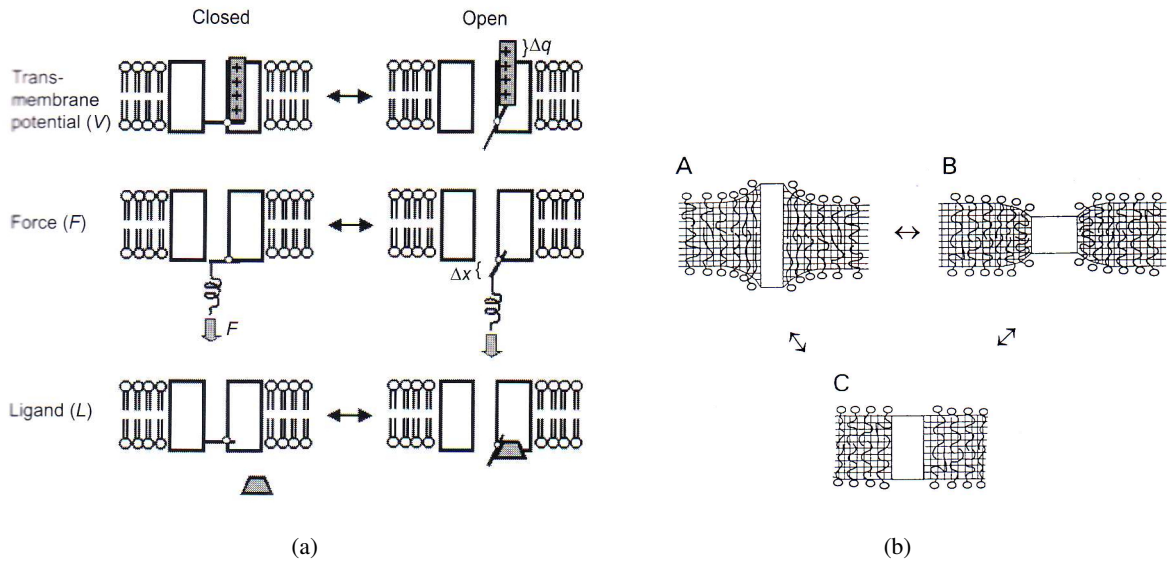 Closed
Open
}Δq
+
+
+
+
+
+
+
+
Trans-
membrane
potential (V)
Force (F)
Δx {
F
Ligand (L)
A
B
C
(a)
(b)